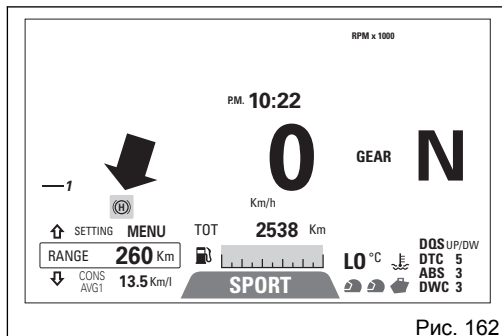 RPM x 1000
P.M. 10:22
0
GEAR N
1
(H)
Km/h
SETTING MENU
TOT 2538 Km
RANGE 260 Km
CONS AVG1 13.5 Km/l
LO °C
SPORT
DQS UP/DW
DTC 5
ABS 3
DWC 3
Рис. 162